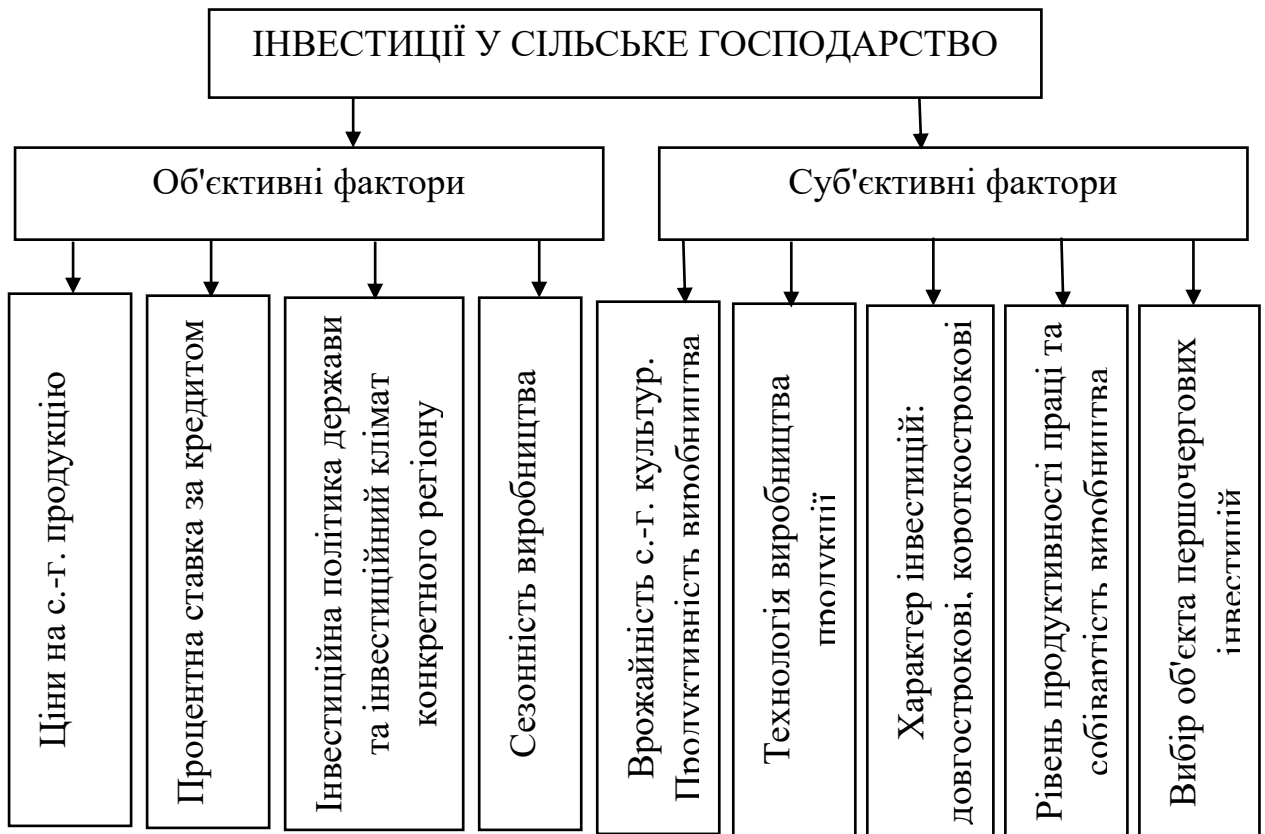 ІНВЕСТИЦІЇ У СІЛЬСЬКЕ ГОСПОДАРСТВО
Об'єктивні фактори
Суб'єктивні фактори
Ціни на с.-г. продукцію
Процентна ставка за кредитом
Інвестиційна політика держави
та інвестиційний клімат
конкретного регіону
Сезонність виробництва
Врожайність с.-г. культур.
Продуктивність виробництва
Технологія виробництва
продукції
Характер інвестицій:
довгострокові, короткострокові
Рівень продуктивності праці та
собівартість виробництва
Вибір об'єкта першочергових
інвестицій